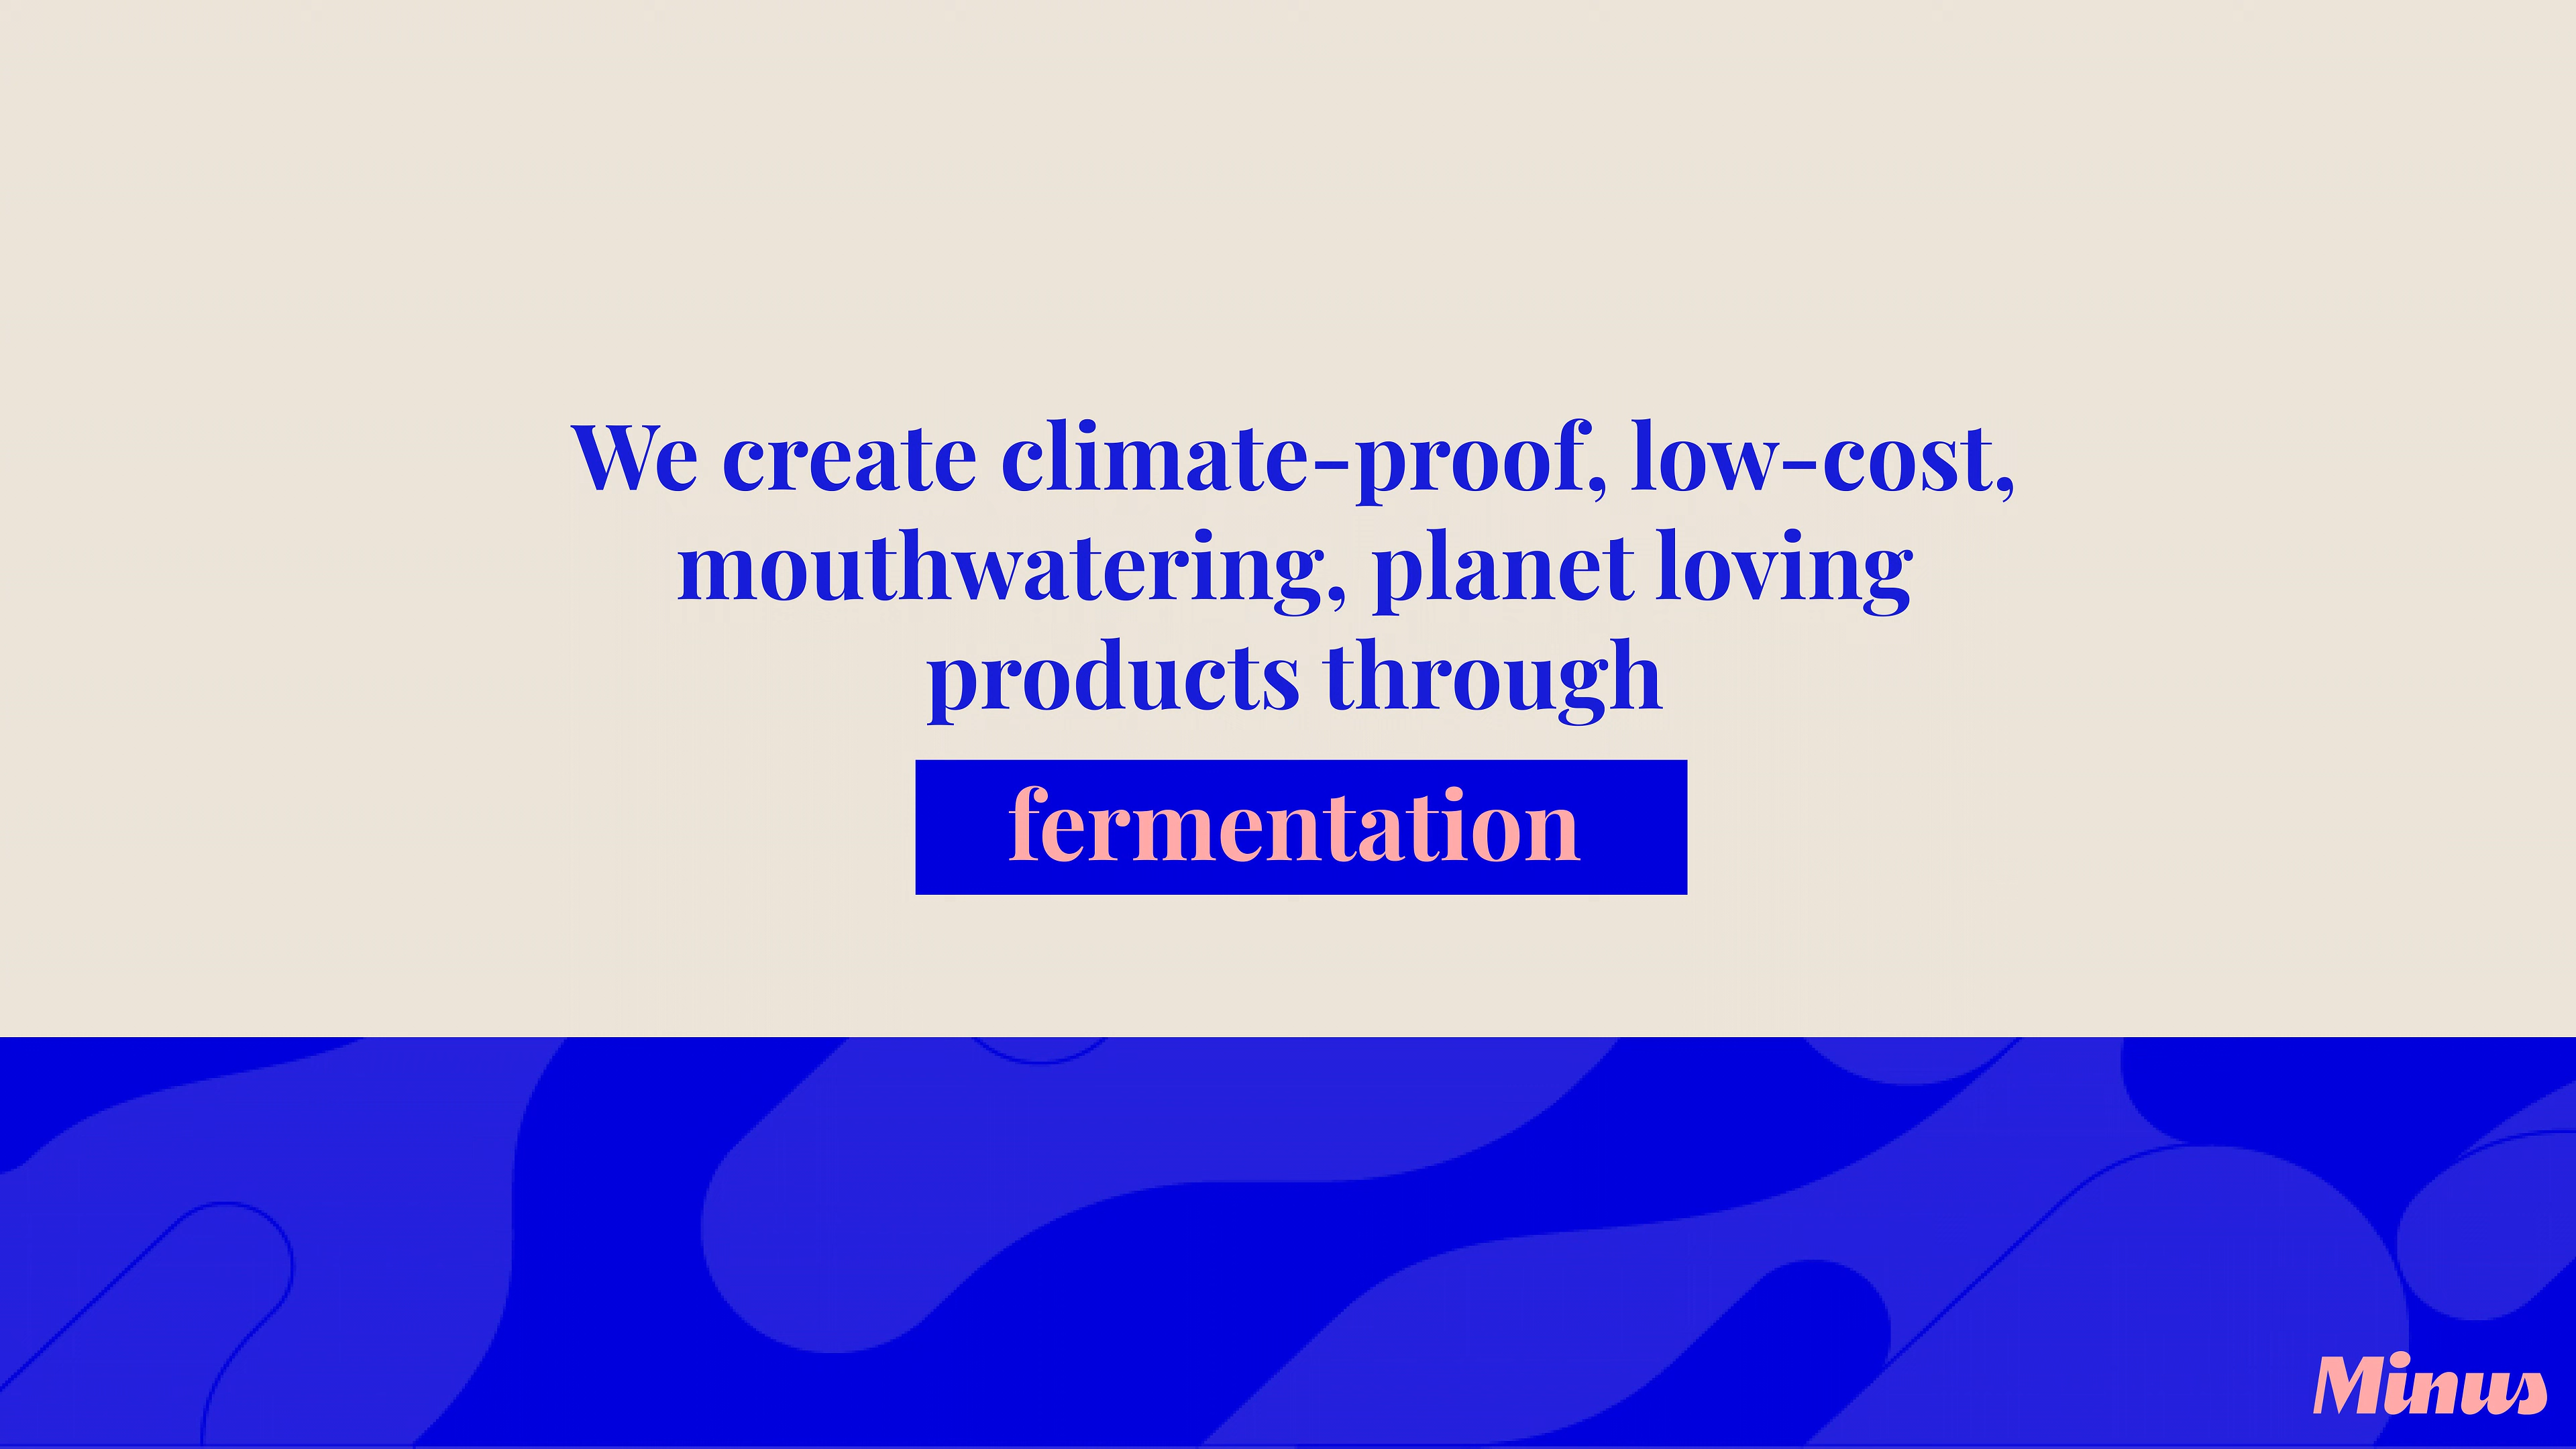 We create climate-proof, low-cost,
mouthwatering, planet loving
products through
fermentation
Minus